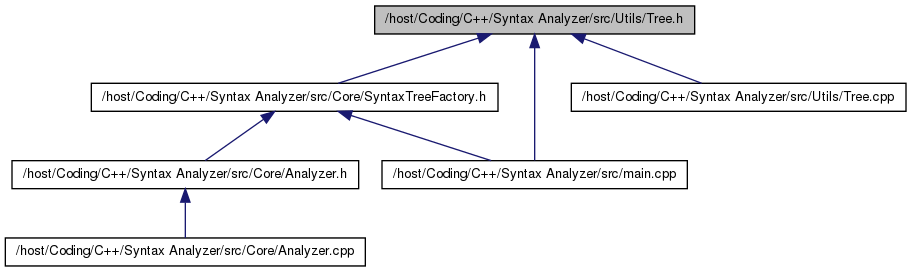 /host/Coding/C++/Syntax Analyzer/src/Utils/Tree.h
/host/Coding/C++/Syntax Analyzer/src/Core/SyntaxTreeFactory.h
/host/Coding/C++/Syntax Analyzer/src/Utils/Tree.cpp
/host/Coding/C++/Syntax Analyzer/src/Core/Analyzer.h
/host/Coding/C++/Syntax Analyzer/src/main.cpp
/host/Coding/C++/Syntax Analyzer/src/Core/Analyzer.cpp